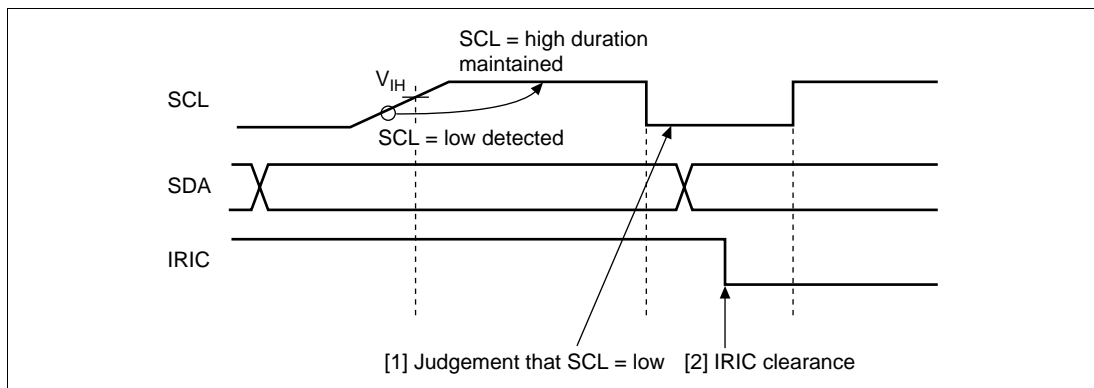 SCL = high duration
maintained
VIH
SCL
SCL = low detected
SDA
IRIC
[1] Judgement that SCL = low
[2] IRIC clearance